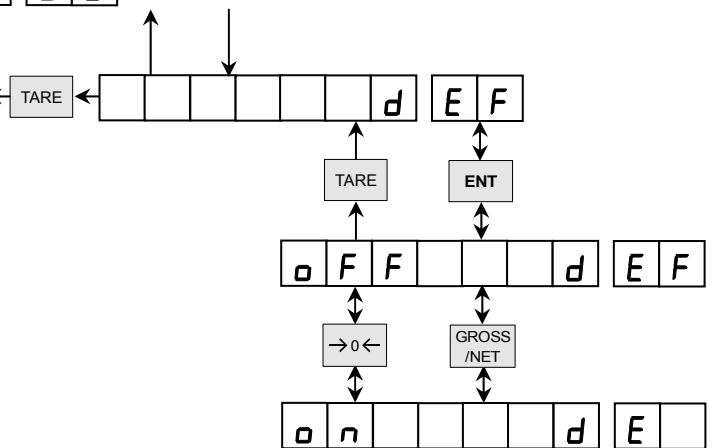 TARE d E F
TARE ENT
o F F d E F
→0← GROSS
/NET
o n d E